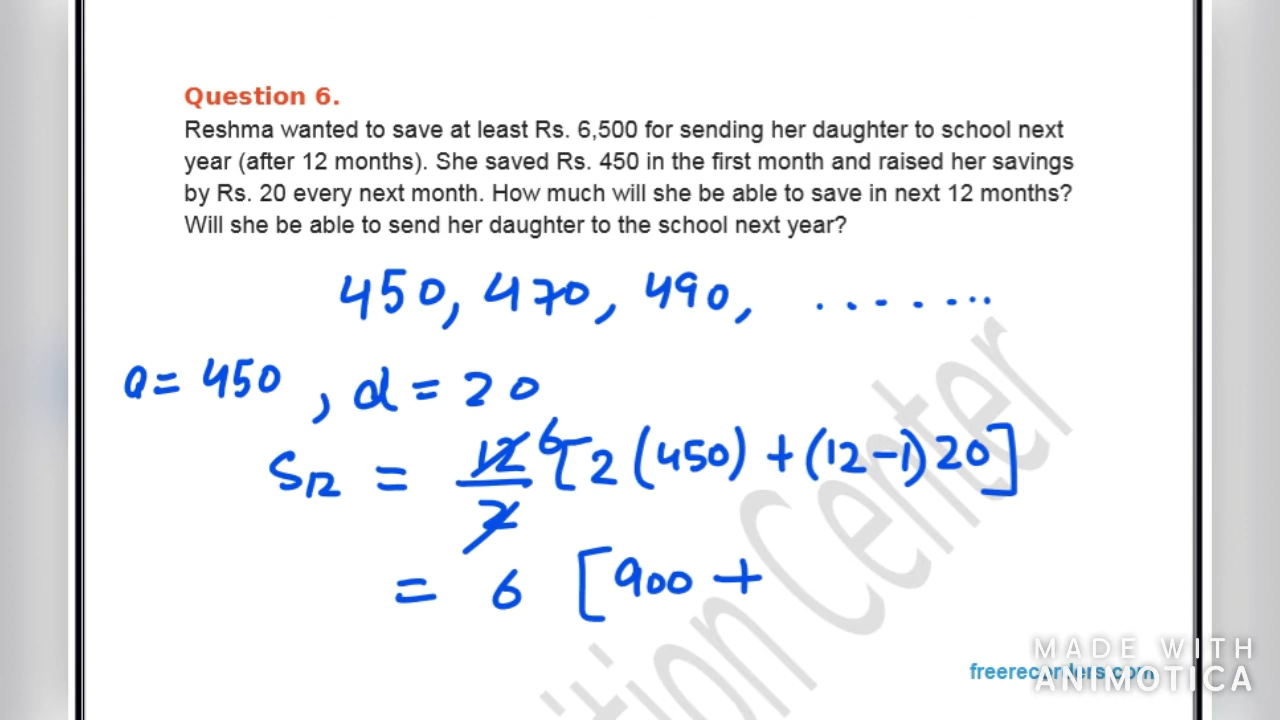 Question 6.
Reshma wanted to save at least Rs. 6,500 for sending her daughter to school next
year (after 12 months). She saved Rs. 450 in the first month and raised her savings
by Rs. 20 every next month. How much will she be able to save in next 12 months?
Will she be able to send her daughter to the school next year?
450, 470, 490, .......
a = 450, d = 20
S12 = 12/2 6 [2 (450) + (12-1) 20]
= 6 [900 +
Center
MADE WITH
ANIMOTICA